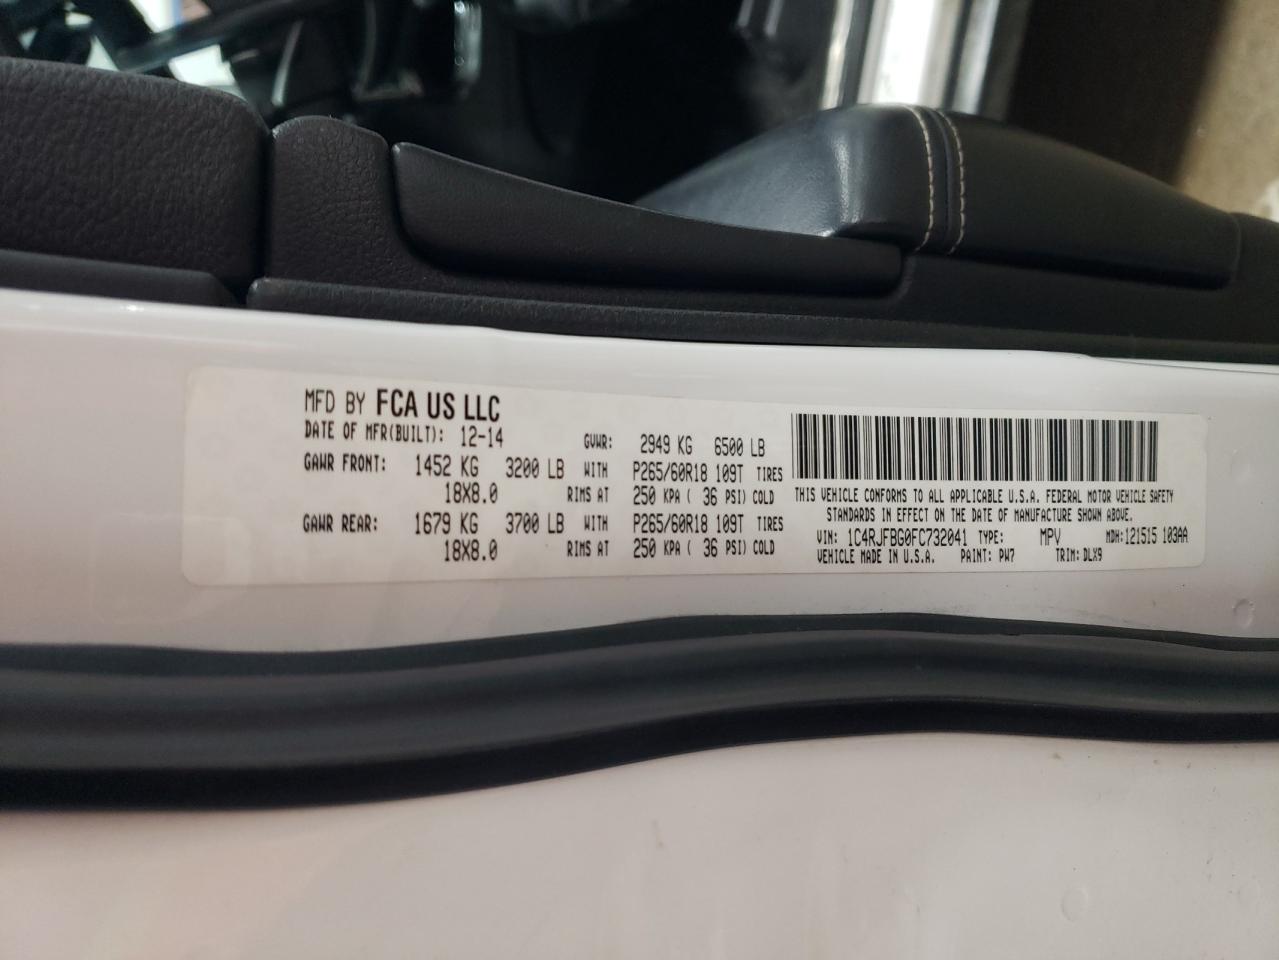 MFD BY FCA US LLC
DATE OF MFR(BUILT): 12-14 GVWR: 2949 KG 6500 LB
GAWR FRONT: 1452 KG 3200 LB WITH P265/60R18 109T TIRES
18X8.0 RIMS AT 250 KPA ( 36 PSI) COLD
GAWR REAR: 1679 KG 3700 LB WITH P265/60R18 109T TIRES
18X8.0 RIMS AT 250 KPA ( 36 PSI) COLD
THIS VEHICLE CONFORMS TO ALL APPLICABLE U.S.A. FEDERAL MOTOR VEHICLE SAFETY
STANDARDS IN EFFECT ON THE DATE OF MANUFACTURE SHOWN ABOVE.
VIN: 1C4RJFBG0FC732041 TYPE: MPV MDH:121515 103AA
VEHICLE MADE IN U.S.A. PAINT: PW7 TRIM: DLX9